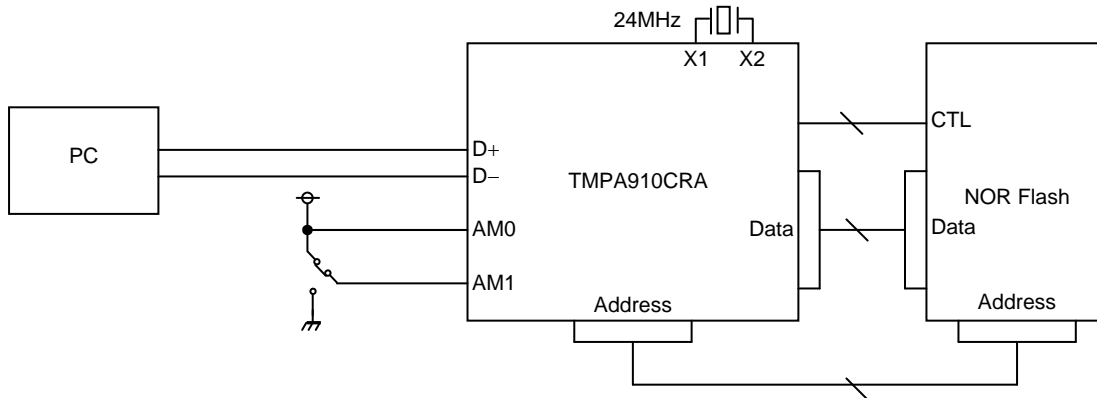 24MHz
X1 X2
PC
D+
D−
TMPA910CRA
AM0
AM1
Data
Address
CTL
NOR Flash
Data
Address